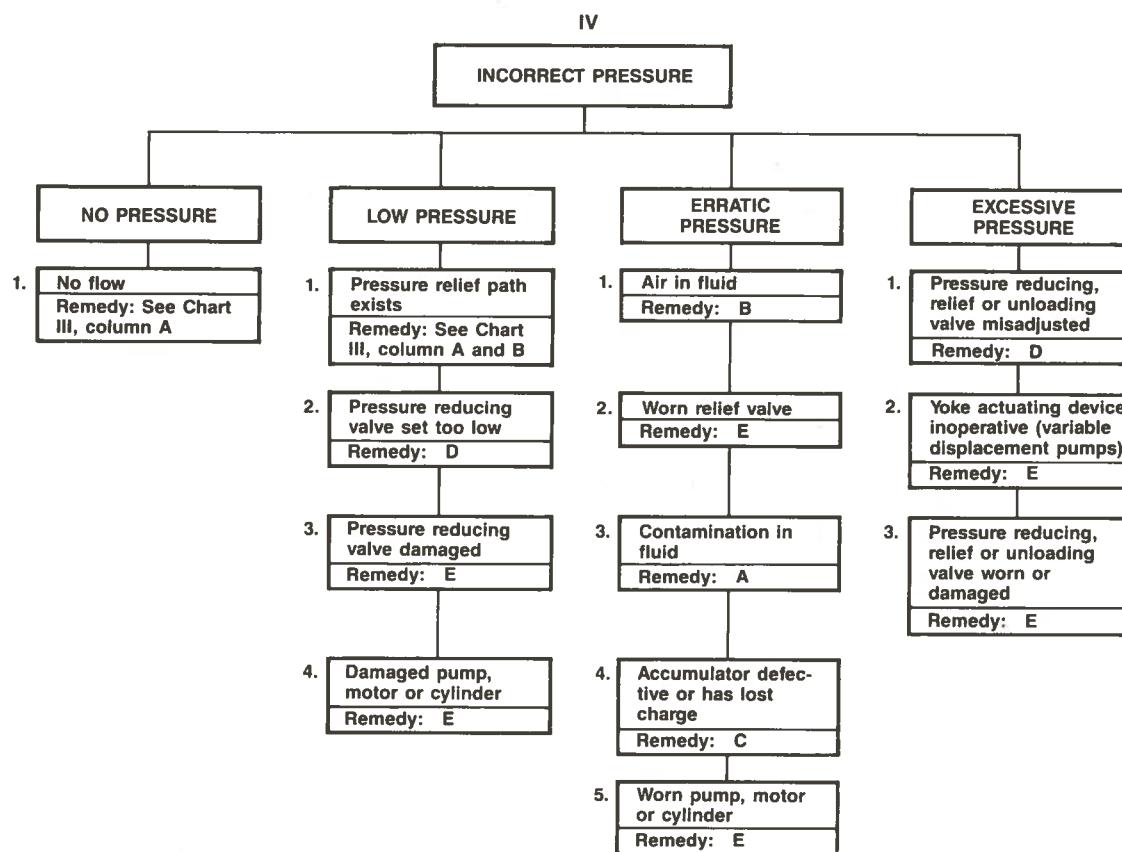 IV
INCORRECT PRESSURE
NO PRESSURE
1. No flow
Remedy: See Chart
III, column A
LOW PRESSURE
1. Pressure relief path
exists
Remedy: See Chart
III, column A and B
2. Pressure reducing
valve set too low
Remedy: D
3. Pressure reducing
valve damaged
Remedy: E
4. Damaged pump,
motor or cylinder
Remedy: E
ERRATIC
PRESSURE
1. Air in fluid
Remedy: B
2. Worn relief valve
Remedy: E
3. Contamination in
fluid
Remedy: A
4. Accumulator defec-
tive or has lost
charge
Remedy: C
5. Worn pump, motor
or cylinder
Remedy: E
EXCESSIVE
PRESSURE
1. Pressure reducing,
relief or unloading
valve misadjusted
Remedy: D
2. Yoke actuating device
inoperative (variable
displacement pumps)
Remedy: E
3. Pressure reducing,
relief or unloading
valve worn or
damaged
Remedy: E